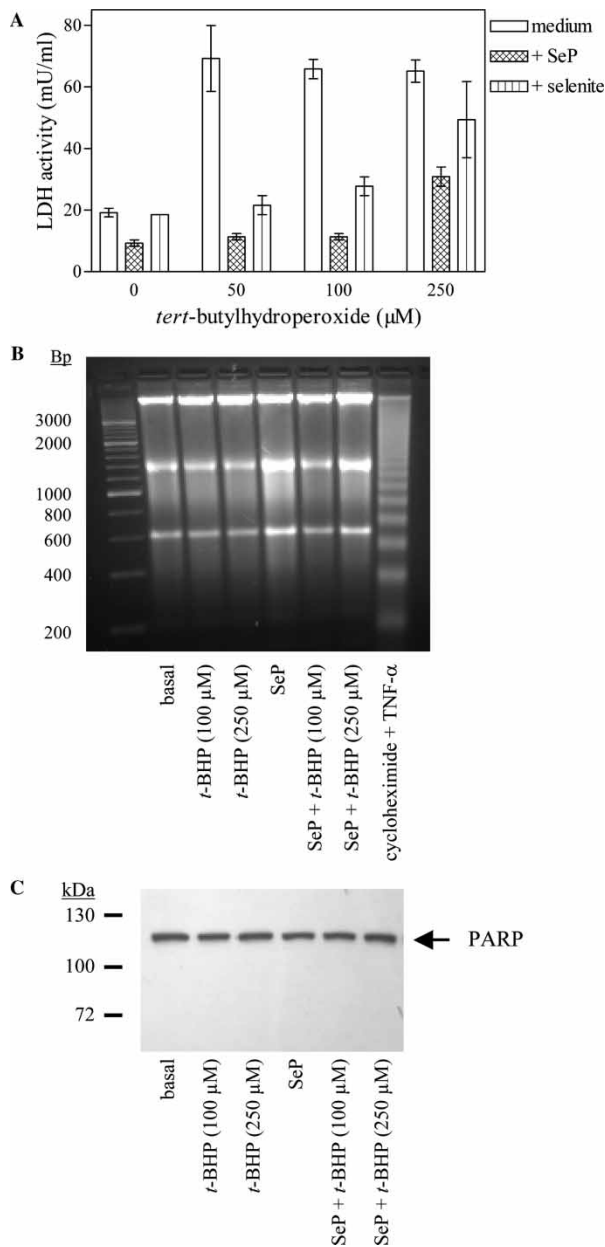 A
LDH activity (mU/ml)
80
60
40
20
0
medium
+ SeP
+ selenite
0 50 100 250
tert-butylhydroperoxide (µM)
B
Bp
3000
2000
1000
800
600
400
200
basal
t-BHP (100 µM)
t-BHP (250 µM)
SeP
SeP + t-BHP (100 µM)
SeP + t-BHP (250 µM)
cycloheximide + TNF-α
C
kDa
130
100
72
PARP
basal
t-BHP (100 µM)
t-BHP (250 µM)
SeP
SeP + t-BHP (100 µM)
SeP + t-BHP (250 µM)